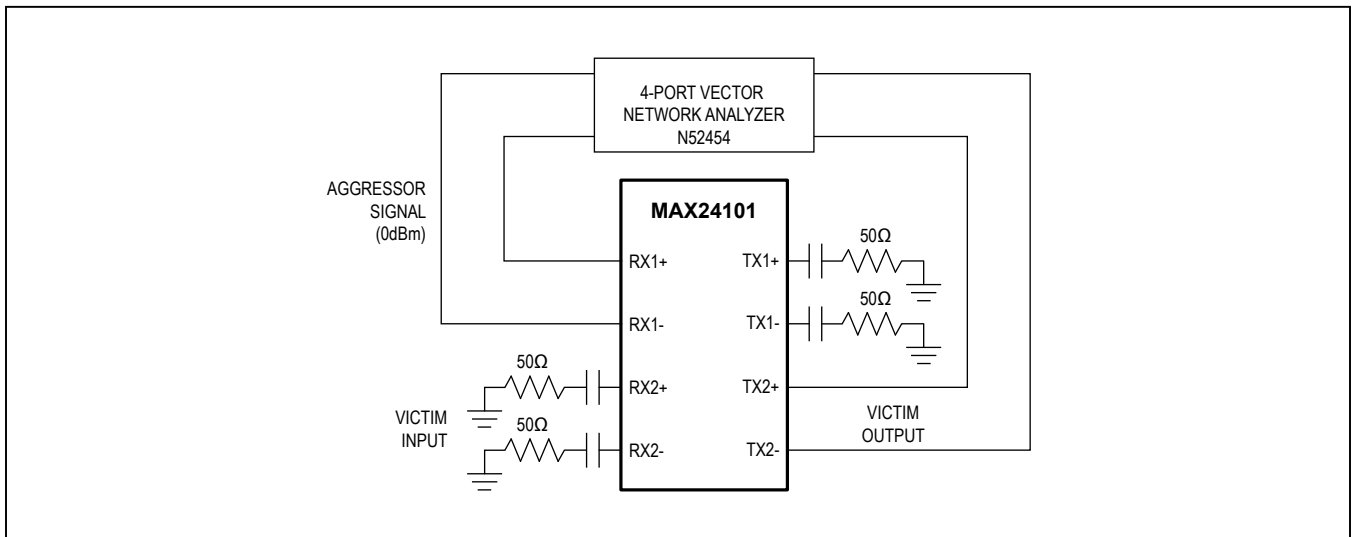 4-PORT VECTOR
NETWORK ANALYZER
N52454
AGGRESSOR
SIGNAL
(0dBm)
MAX24101
RX1+
TX1+
50Ω
RX1-
TX1-
50Ω
50Ω
RX2+
TX2+
VICTIM
INPUT
50Ω
RX2-
TX2-
VICTIM
OUTPUT